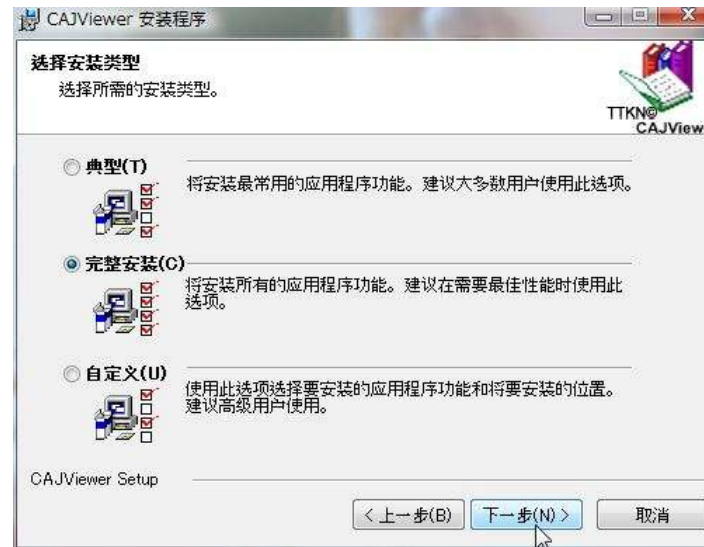 CAJViewer 安装程序
选择安装类型
选择所需的安装类型。
TTKN©
CAJView
典型(T)
将安装最常用的应用程序功能。建议大多数用户使用此选项。
完整安装(C)
将安装所有的应用程序功能。建议在需要最佳性能时使用此
选项。
自定义(U)
使用此选项选择要安装的应用程序功能和将要安装的位置。
建议高级用户使用。
CAJViewer Setup
<上一步(B)
下一步(N)>
取消